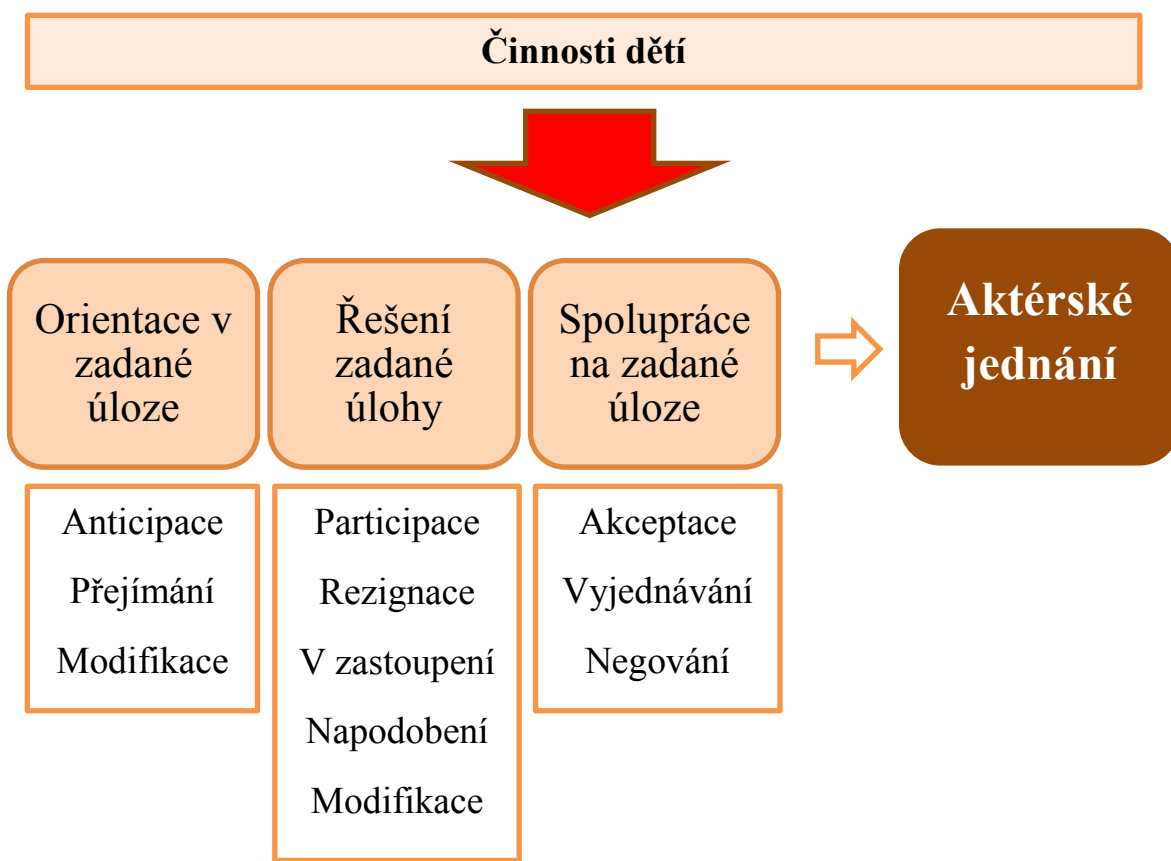 Činnosti dětí
Orientace v
zadané
úloze
Řešení
zadané
úlohy
Spolupráce
na zadané
úloze
Aktérské
jednání
Anticipace
Přejímání
Modifikace
Participace
Rezignace
V zastoupení
Napodobení
Modifikace
Akceptace
Vyjednávání
Negování